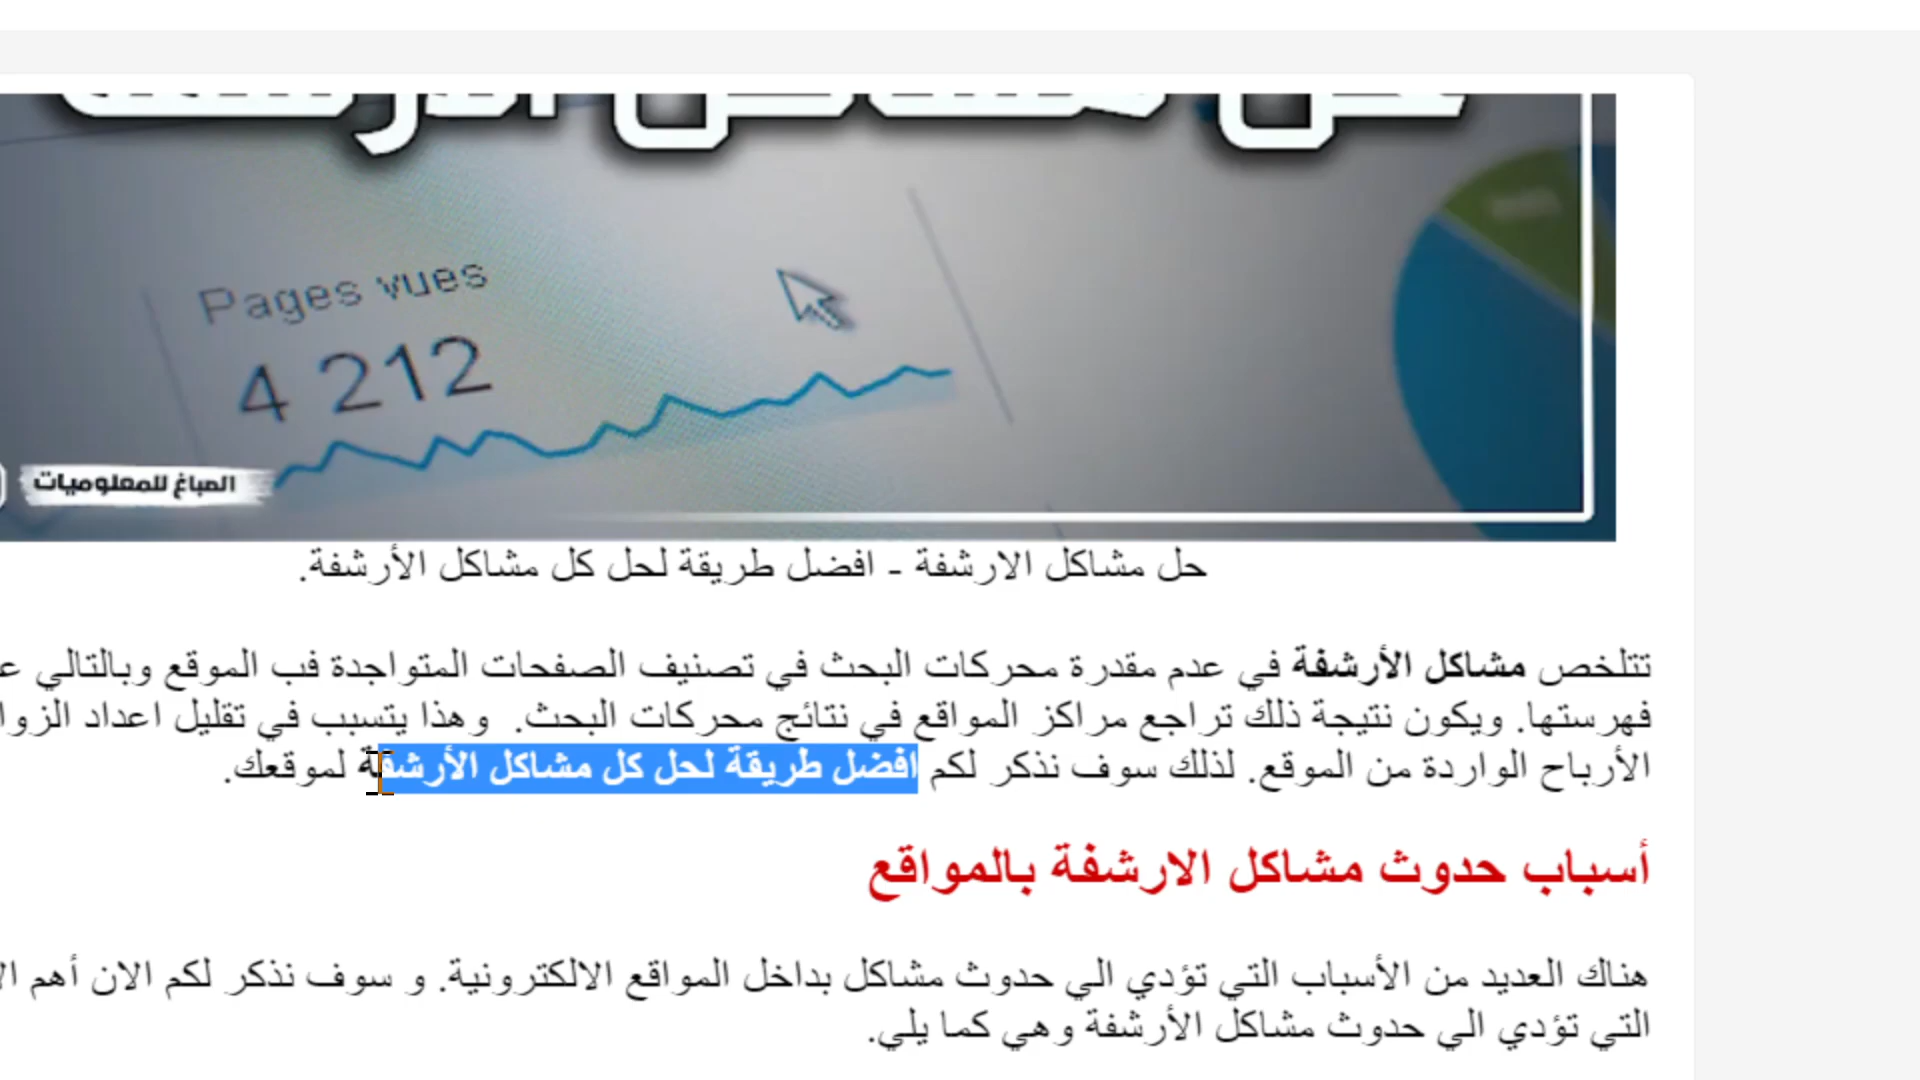 حل مشاكل الأرشفة
Pages vues
4 212
الصباغ للمعلوميات
حل مشاكل الارشفة - افضل طريقة لحل كل مشاكل الأرشفة.
تتلخص مشاكل الأرشفة في عدم مقدرة محركات البحث في تصنيف الصفحات المتواجدة فب الموقع وبالتالي
فهرستها. ويكون نتيجة ذلك تراجع مراكز المواقع في نتائج محركات البحث. وهذا يتسبب في تقليل اعداد
الأرباح الواردة من الموقع. لذلك سوف نذكر لكم افضل طريقة لحل كل مشاكل الأرشفة لموقعك.
أسباب حدوث مشاكل الارشفة بالمواقع
هناك العديد من الأسباب التي تؤدي الي حدوث مشاكل بداخل المواقع الالكترونية. و سوف نذكر لكم الان أهم
التي تؤدي الي حدوث مشاكل الأرشفة وهي كما يلي.